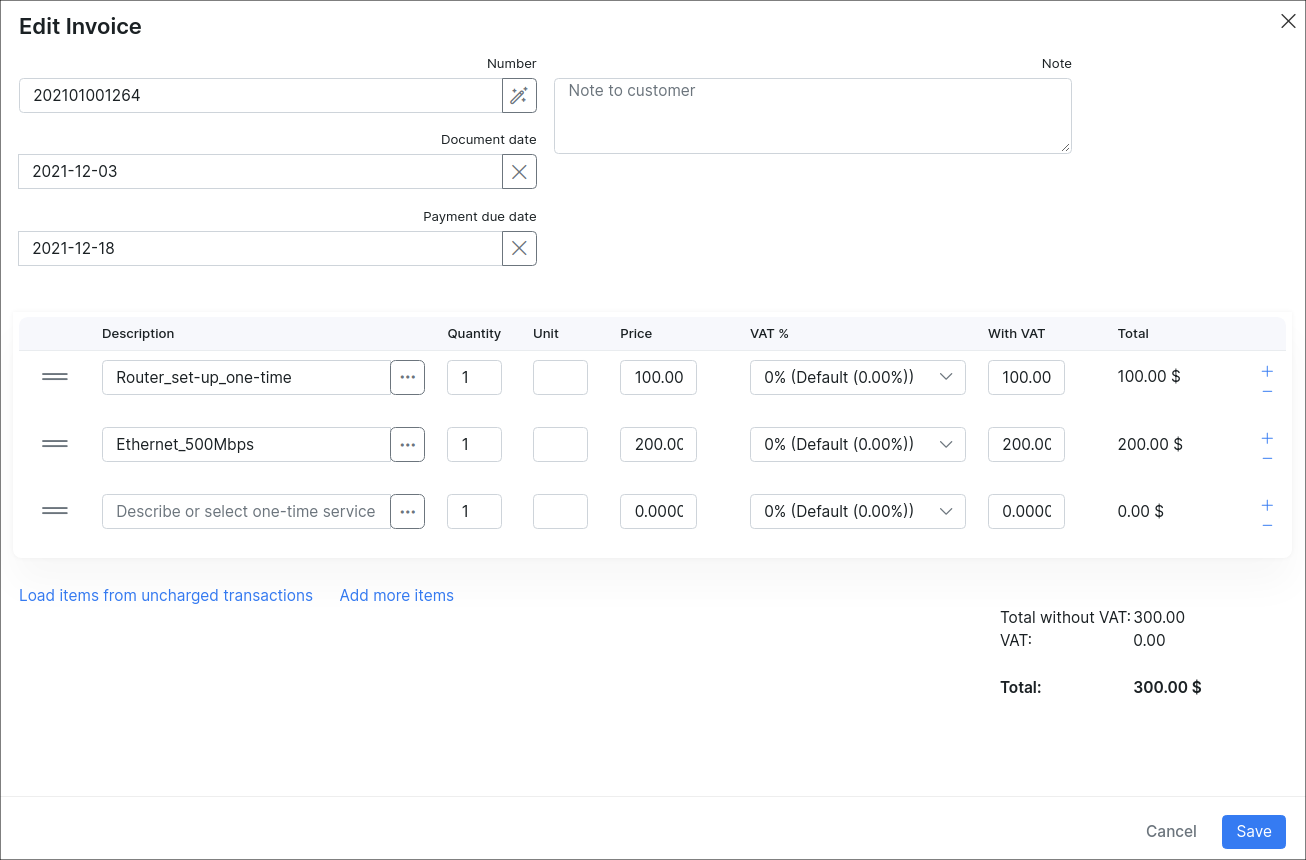 Edit Invoice
Number
202101001264
Document date
2021-12-03
Payment due date
2021-12-18
Note
Note to customer
Description Quantity Unit Price VAT % With VAT Total
Router_set-up_one-time ... 1 100.00 0% (Default (0.00%)) 100.00 100.00 $ + −
Ethernet_500Mbps ... 1 200.00 0% (Default (0.00%)) 200.00 200.00 $ + −
Describe or select one-time service ... 1 0.0000 0% (Default (0.00%)) 0.0000 0.00 $ + −
Load items from uncharged transactions Add more items
Total without VAT: 300.00
VAT: 0.00
Total: 300.00 $
Cancel Save